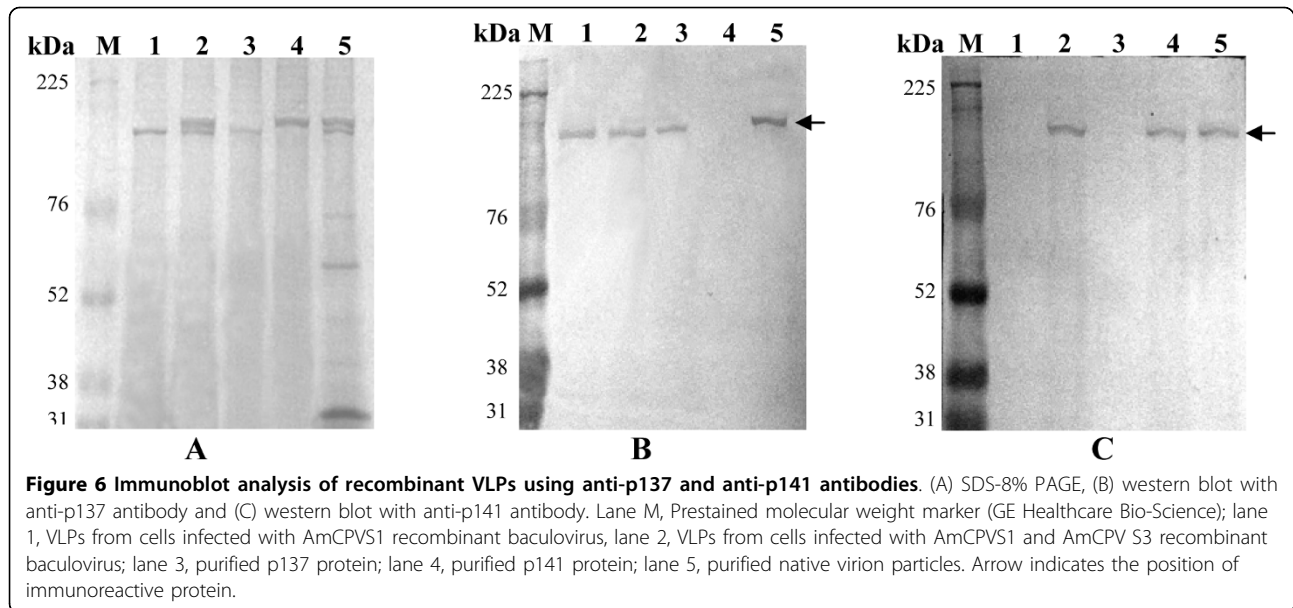 kDa M 1 2 3 4 5
225
76
52
38
31
A
kDa M 1 2 3 4 5
225
76
52
38
31
B
kDa M 1 2 3 4 5
225
76
52
38
31
C
Figure 6 Immunoblot analysis of recombinant VLPs using anti-p137 and anti-p141 antibodies. (A) SDS-8% PAGE, (B) western blot with
anti-p137 antibody and (C) western blot with anti-p141 antibody. Lane M, Prestained molecular weight marker (GE Healthcare Bio-Science); lane
1, VLPs from cells infected with AmCPVS1 recombinant baculovirus, lane 2, VLPs from cells infected with AmCPVS1 and AmCPV S3 recombinant
baculovirus; lane 3, purified p137 protein; lane 4, purified p141 protein; lane 5, purified native virion particles. Arrow indicates the position of
immunoreactive protein.